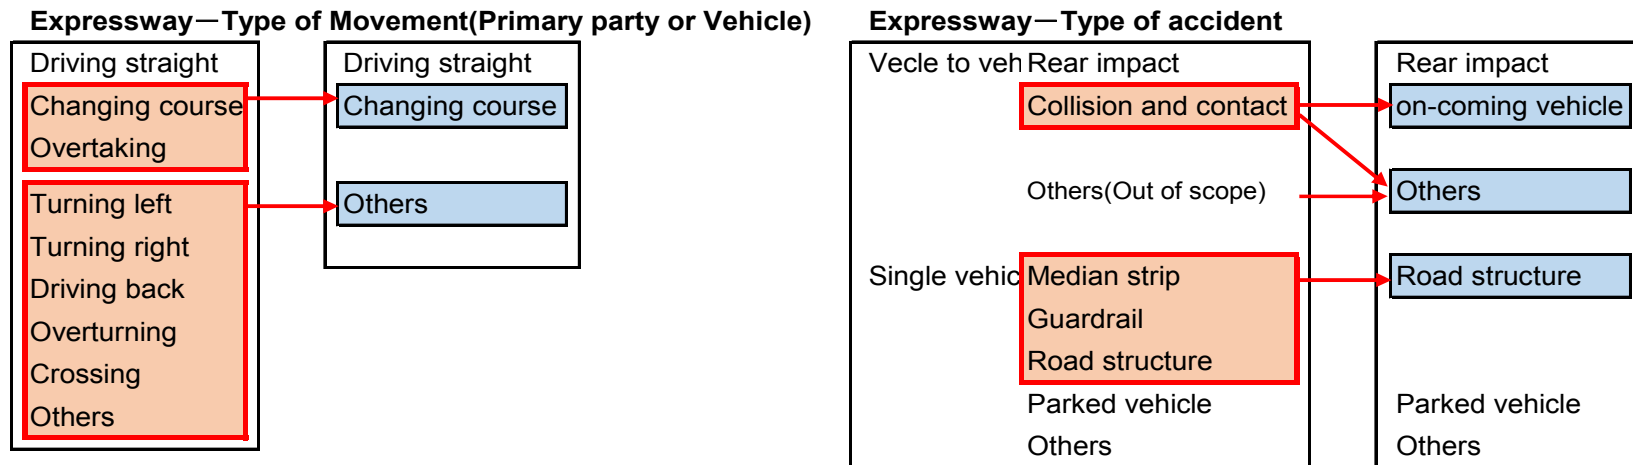 Expressway－Type of Movement(Primary party or Vehicle)
Driving straight
Changing course
Overtaking
Turning left
Turning right
Driving back
Overturning
Crossing
Others
Driving straight
Changing course
Others
Expressway－Type of accident
Vecle to veh Rear impact
Collision and contact
Others(Out of scope)
Single vehic Median strip
Guardrail
Road structure
Parked vehicle
Others
Rear impact
on-coming vehicle
Others
Road structure
Parked vehicle
Others